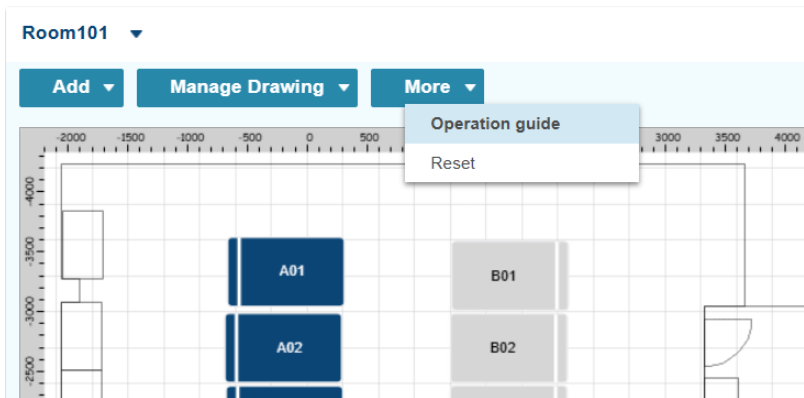 Room101
Add
Manage Drawing
More
Operation guide
Reset
-2000 -1500 -1000 -500 0 500 3000 3500 4000
-4000
-3500
-3000
-2500
A01
B01
A02
B02